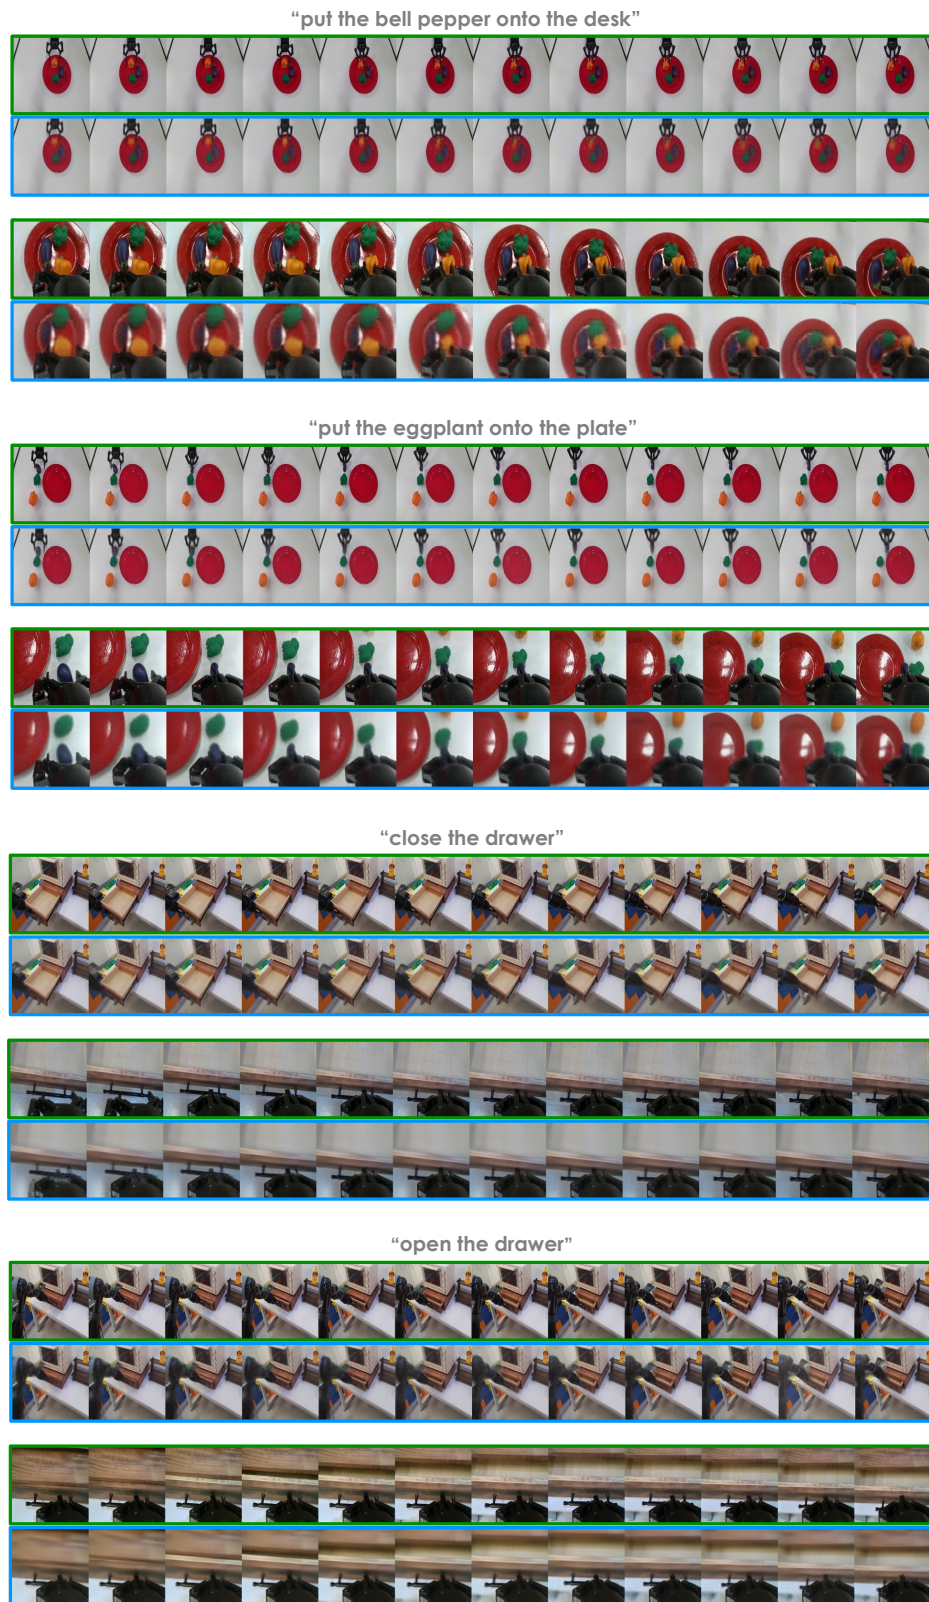 “put the bell pepper onto the desk”
“put the eggplant onto the plate”
“close the drawer”
“open the drawer”